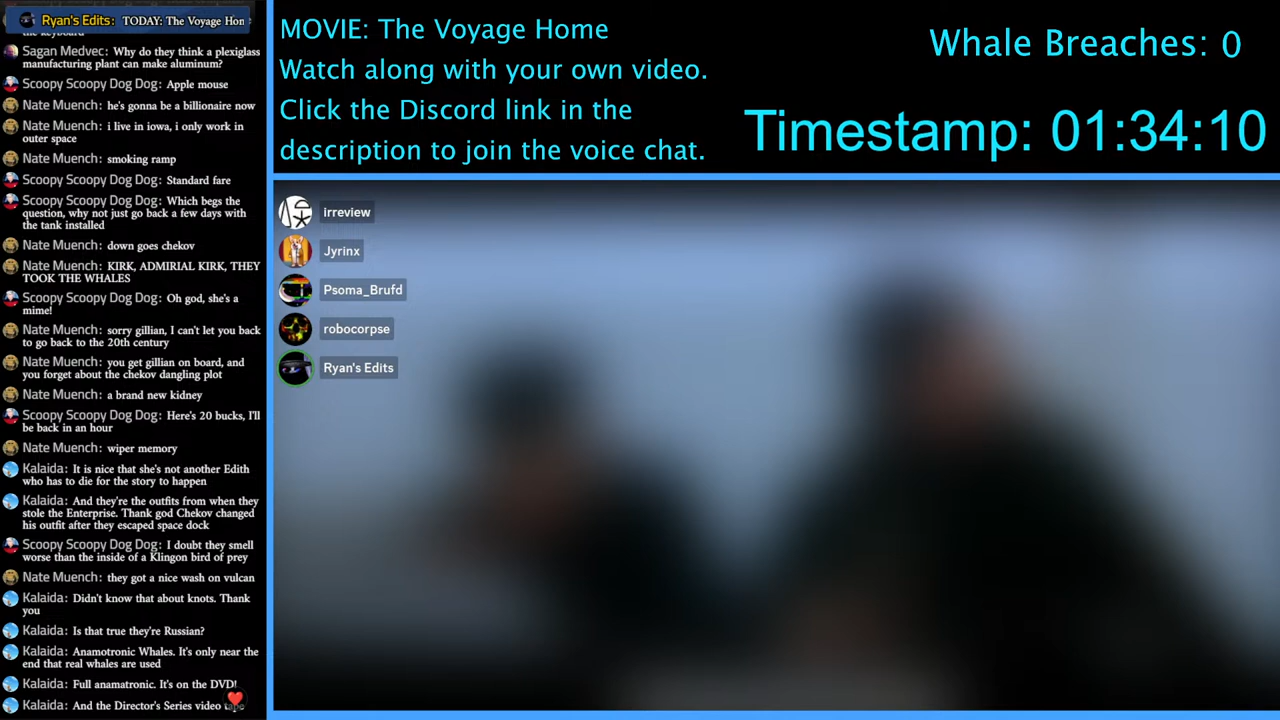 Ryan's Edits: TODAY: The Voyage Hom
the keyboard
Sagan Medvec: Why do they think a plexiglass
manufacturing plant can make aluminum?
Scoopy Scoopy Dog Dog: Apple mouse
Nate Muench: he's gonna be a billionaire now
Nate Muench: i live in iowa, i only work in
outer space
Nate Muench: smoking ramp
Scoopy Scoopy Dog Dog: Standard fare
Scoopy Scoopy Dog Dog: Which begs the
question, why not just go back a few days with
the tank installed
Nate Muench: down goes chekov
Nate Muench: KIRK, ADMIRIAL KIRK, THEY
TOOK THE WHALES
Scoopy Scoopy Dog Dog: Oh god, she's a
mime!
Nate Muench: sorry gillian, I can't let you back
to go back to the 20th century
Nate Muench: you get gillian on board, and
you forget about the chekov dangling plot
Nate Muench: a brand new kidney
Scoopy Scoopy Dog Dog: Here's 20 bucks, I'll
be back in an hour
Nate Muench: wiper memory
Kalaida: It is nice that she's not another Edith
who has to die for the story to happen
Kalaida: And they're the outfits from when they
stole the Enterprise. Thank god Chekov changed
his outfit after they escaped space dock
Scoopy Scoopy Dog Dog: I doubt they smell
worse than the inside of a Klingon bird of prey
Nate Muench: they got a nice wash on vulcan
Kalaida: Didn't know that about knots. Thank
you
Kalaida: Is that true they're Russian?
Kalaida: Anamotronic Whales. It's only near the
end that real whales are used
Kalaida: Full anamatronic. It's on the DVD!
Kalaida: And the Director's Series video tape
MOVIE: The Voyage Home
Watch along with your own video.
Click the Discord link in the
description to join the voice chat.
Whale Breaches: 0
Timestamp: 01:34:10
irreview
Jyrinx
Psoma_Brufd
robocorpse
Ryan's Edits